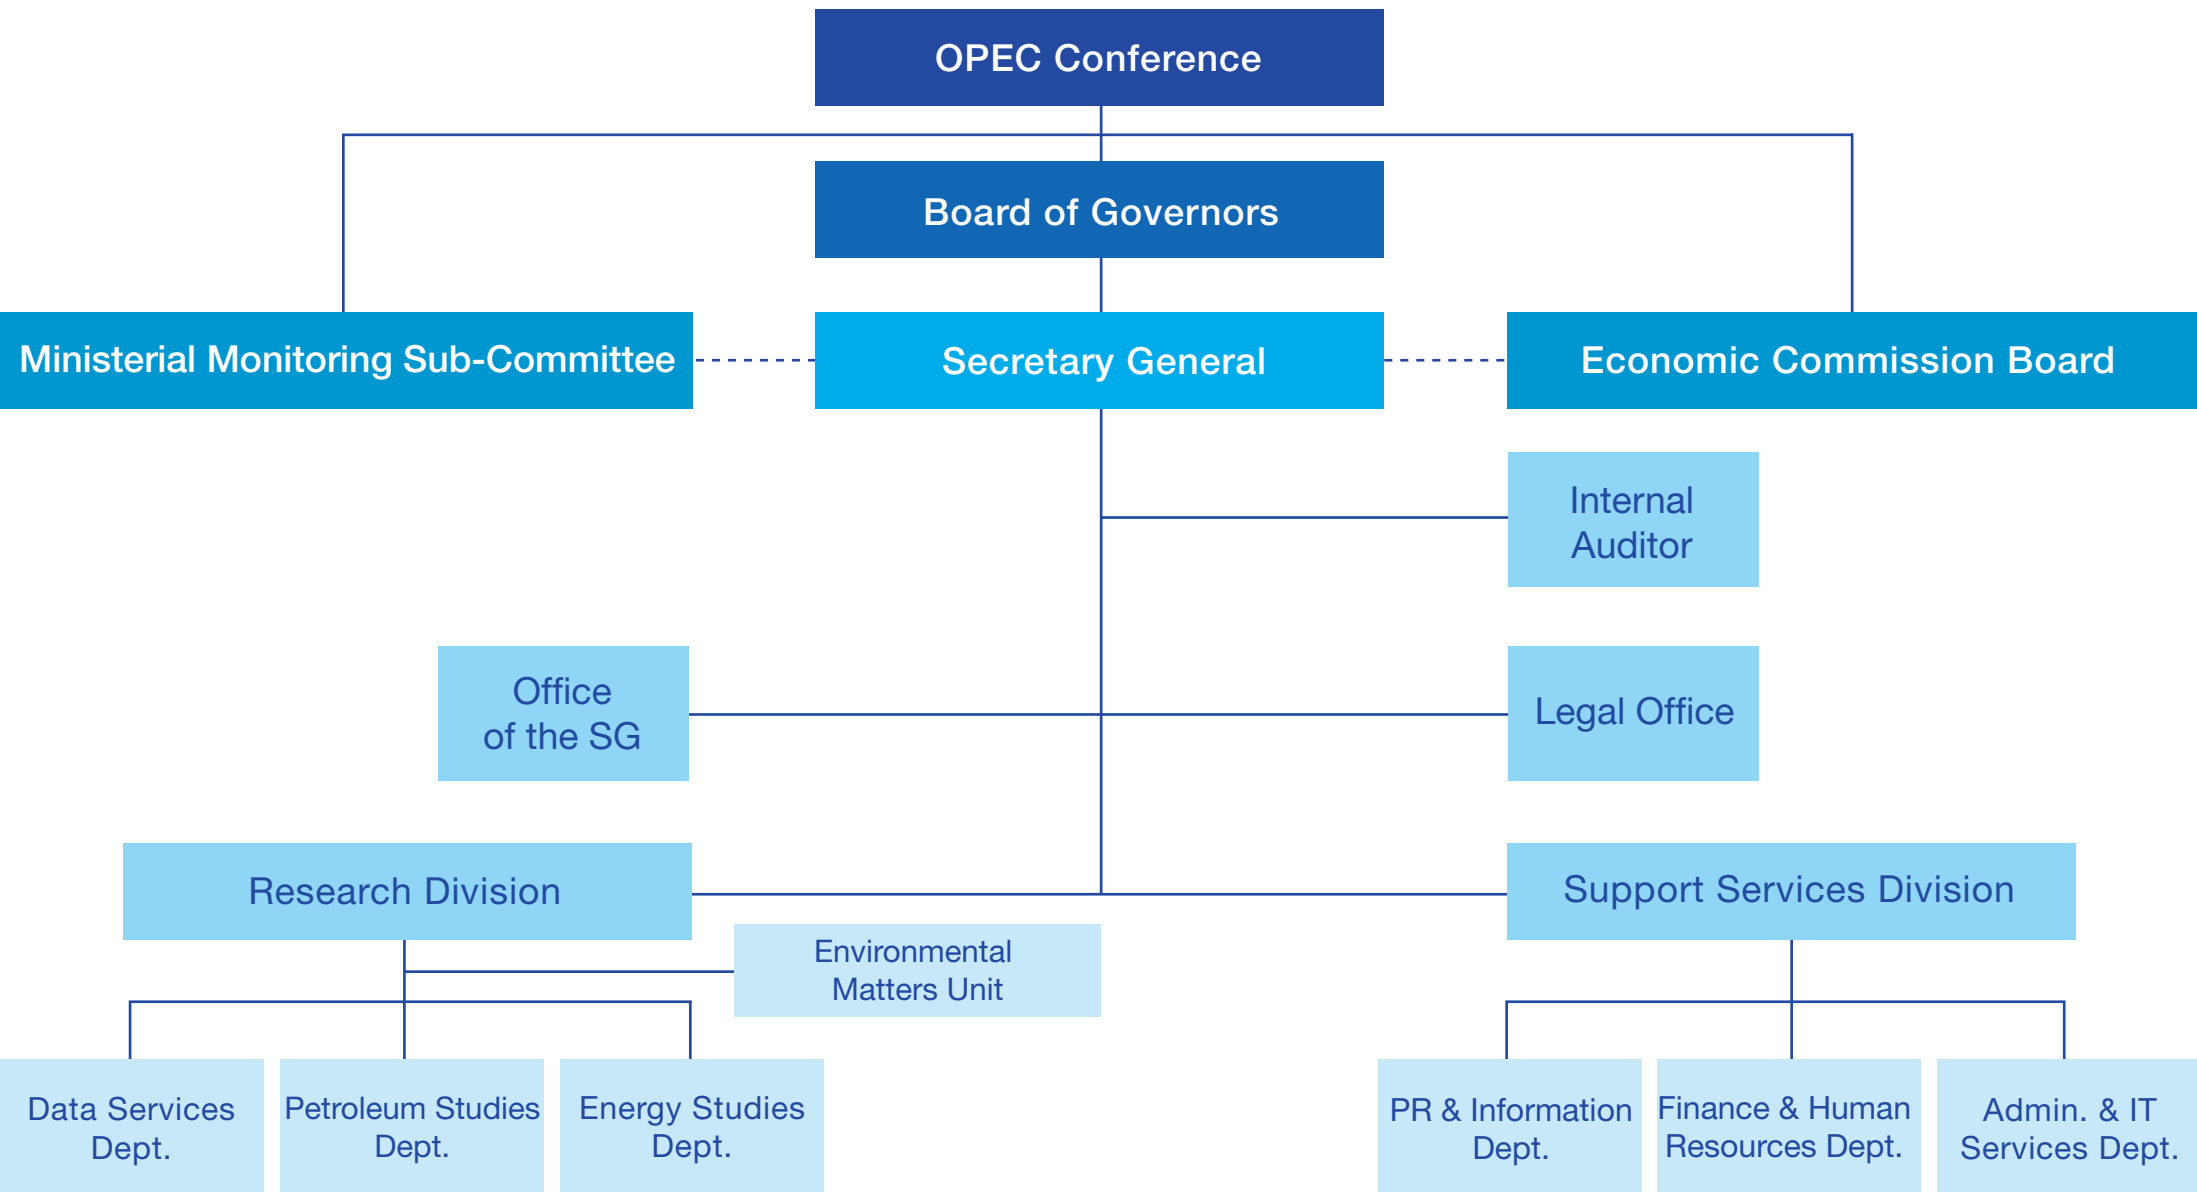 OPEC Conference
Board of Governors
Ministerial Monitoring Sub-Committee
Secretary General
Economic Commission Board
Internal
Auditor
Office
of the SG
Legal Office
Research Division
Support Services Division
Environmental
Matters Unit
Data Services
Dept.
Petroleum Studies
Dept.
Energy Studies
Dept.
PR & Information
Dept.
Finance & Human
Resources Dept.
Admin. & IT
Services Dept.